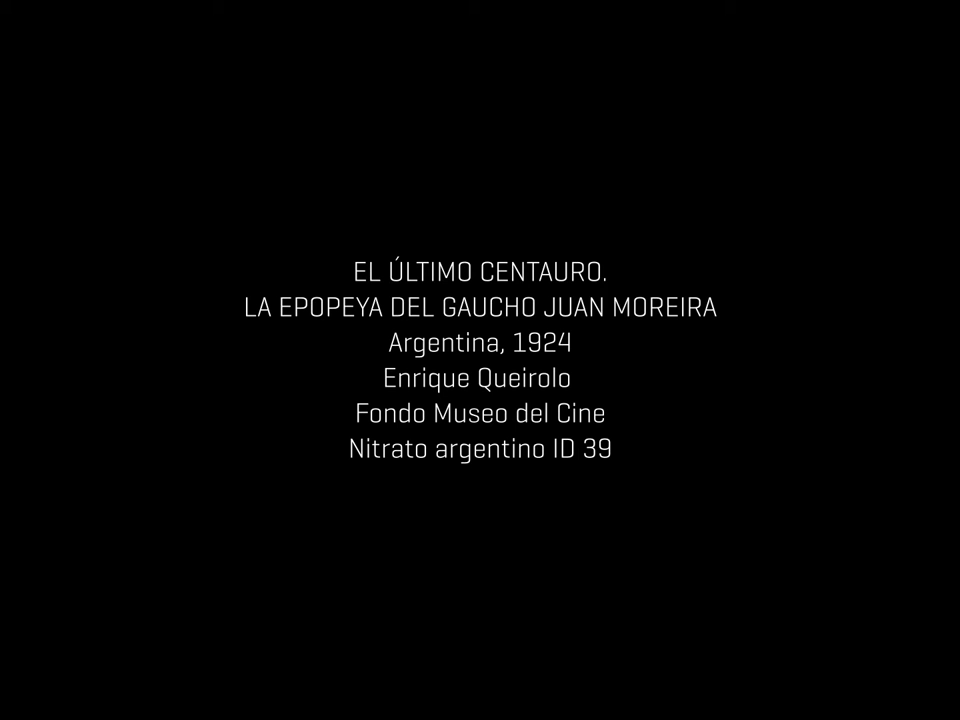 EL ÚLTIMO CENTAURO.
LA EPOPEYA DEL GAUCHO JUAN MOREIRA
Argentina, 1924
Enrique Queirolo
Fondo Museo del Cine
Nitrato argentino ID 39